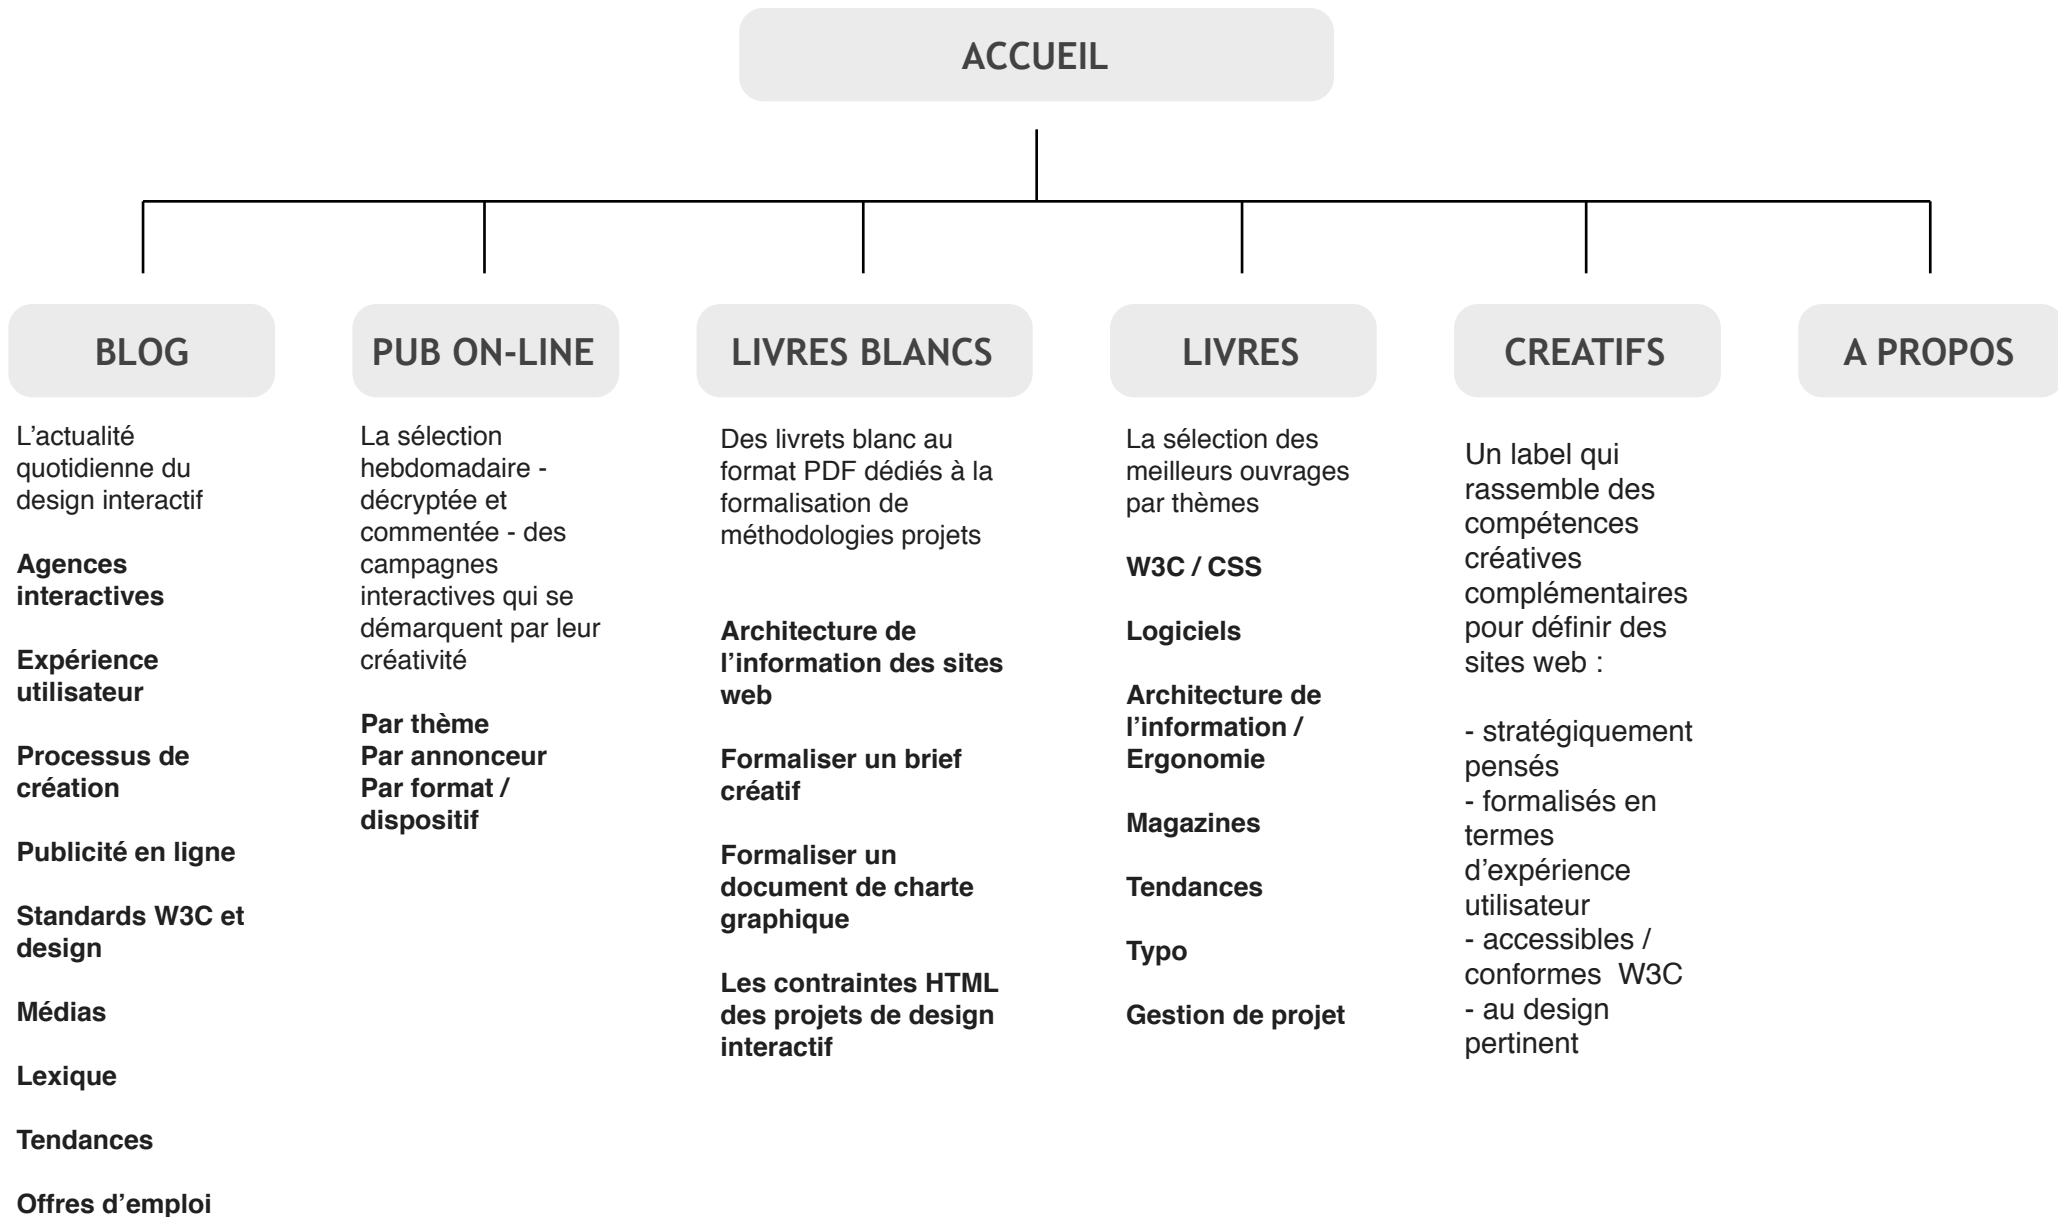 ACCUEIL
BLOG
PUB ON-LINE
LIVRES BLANCS
LIVRES
CREATIFS
A PROPOS
L’actualité
quotidienne du
design interactif
Agences
interactives
Expérience
utilisateur
Processus de
création
Publicité en ligne
Standards W3C et
design
Médias
Lexique
Tendances
Offres d’emploi
La sélection
hebdomadaire -
décryptée et
commentée - des
campagnes
interactives qui se
démarquent par leur
créativité
Par thème
Par annonceur
Par format /
dispositif
Des livrets blanc au
format PDF dédiés à la
formalisation de
méthodologies projets
Architecture de
l’information des sites
web
Formaliser un brief
créatif
Formaliser un
document de charte
graphique
Les contraintes HTML
des projets de design
interactif
La sélection des
meilleurs ouvrages
par thèmes
W3C / CSS
Logiciels
Architecture de
l’information /
Ergonomie
Magazines
Tendances
Typo
Gestion de projet
Un label qui
rassemble des
compétences
créatives
complémentaires
pour définir des
sites web :
- stratégiquement
pensés
- formalisés en
termes
d’expérience
utilisateur
- accessibles /
conformes  W3C
- au design
pertinent